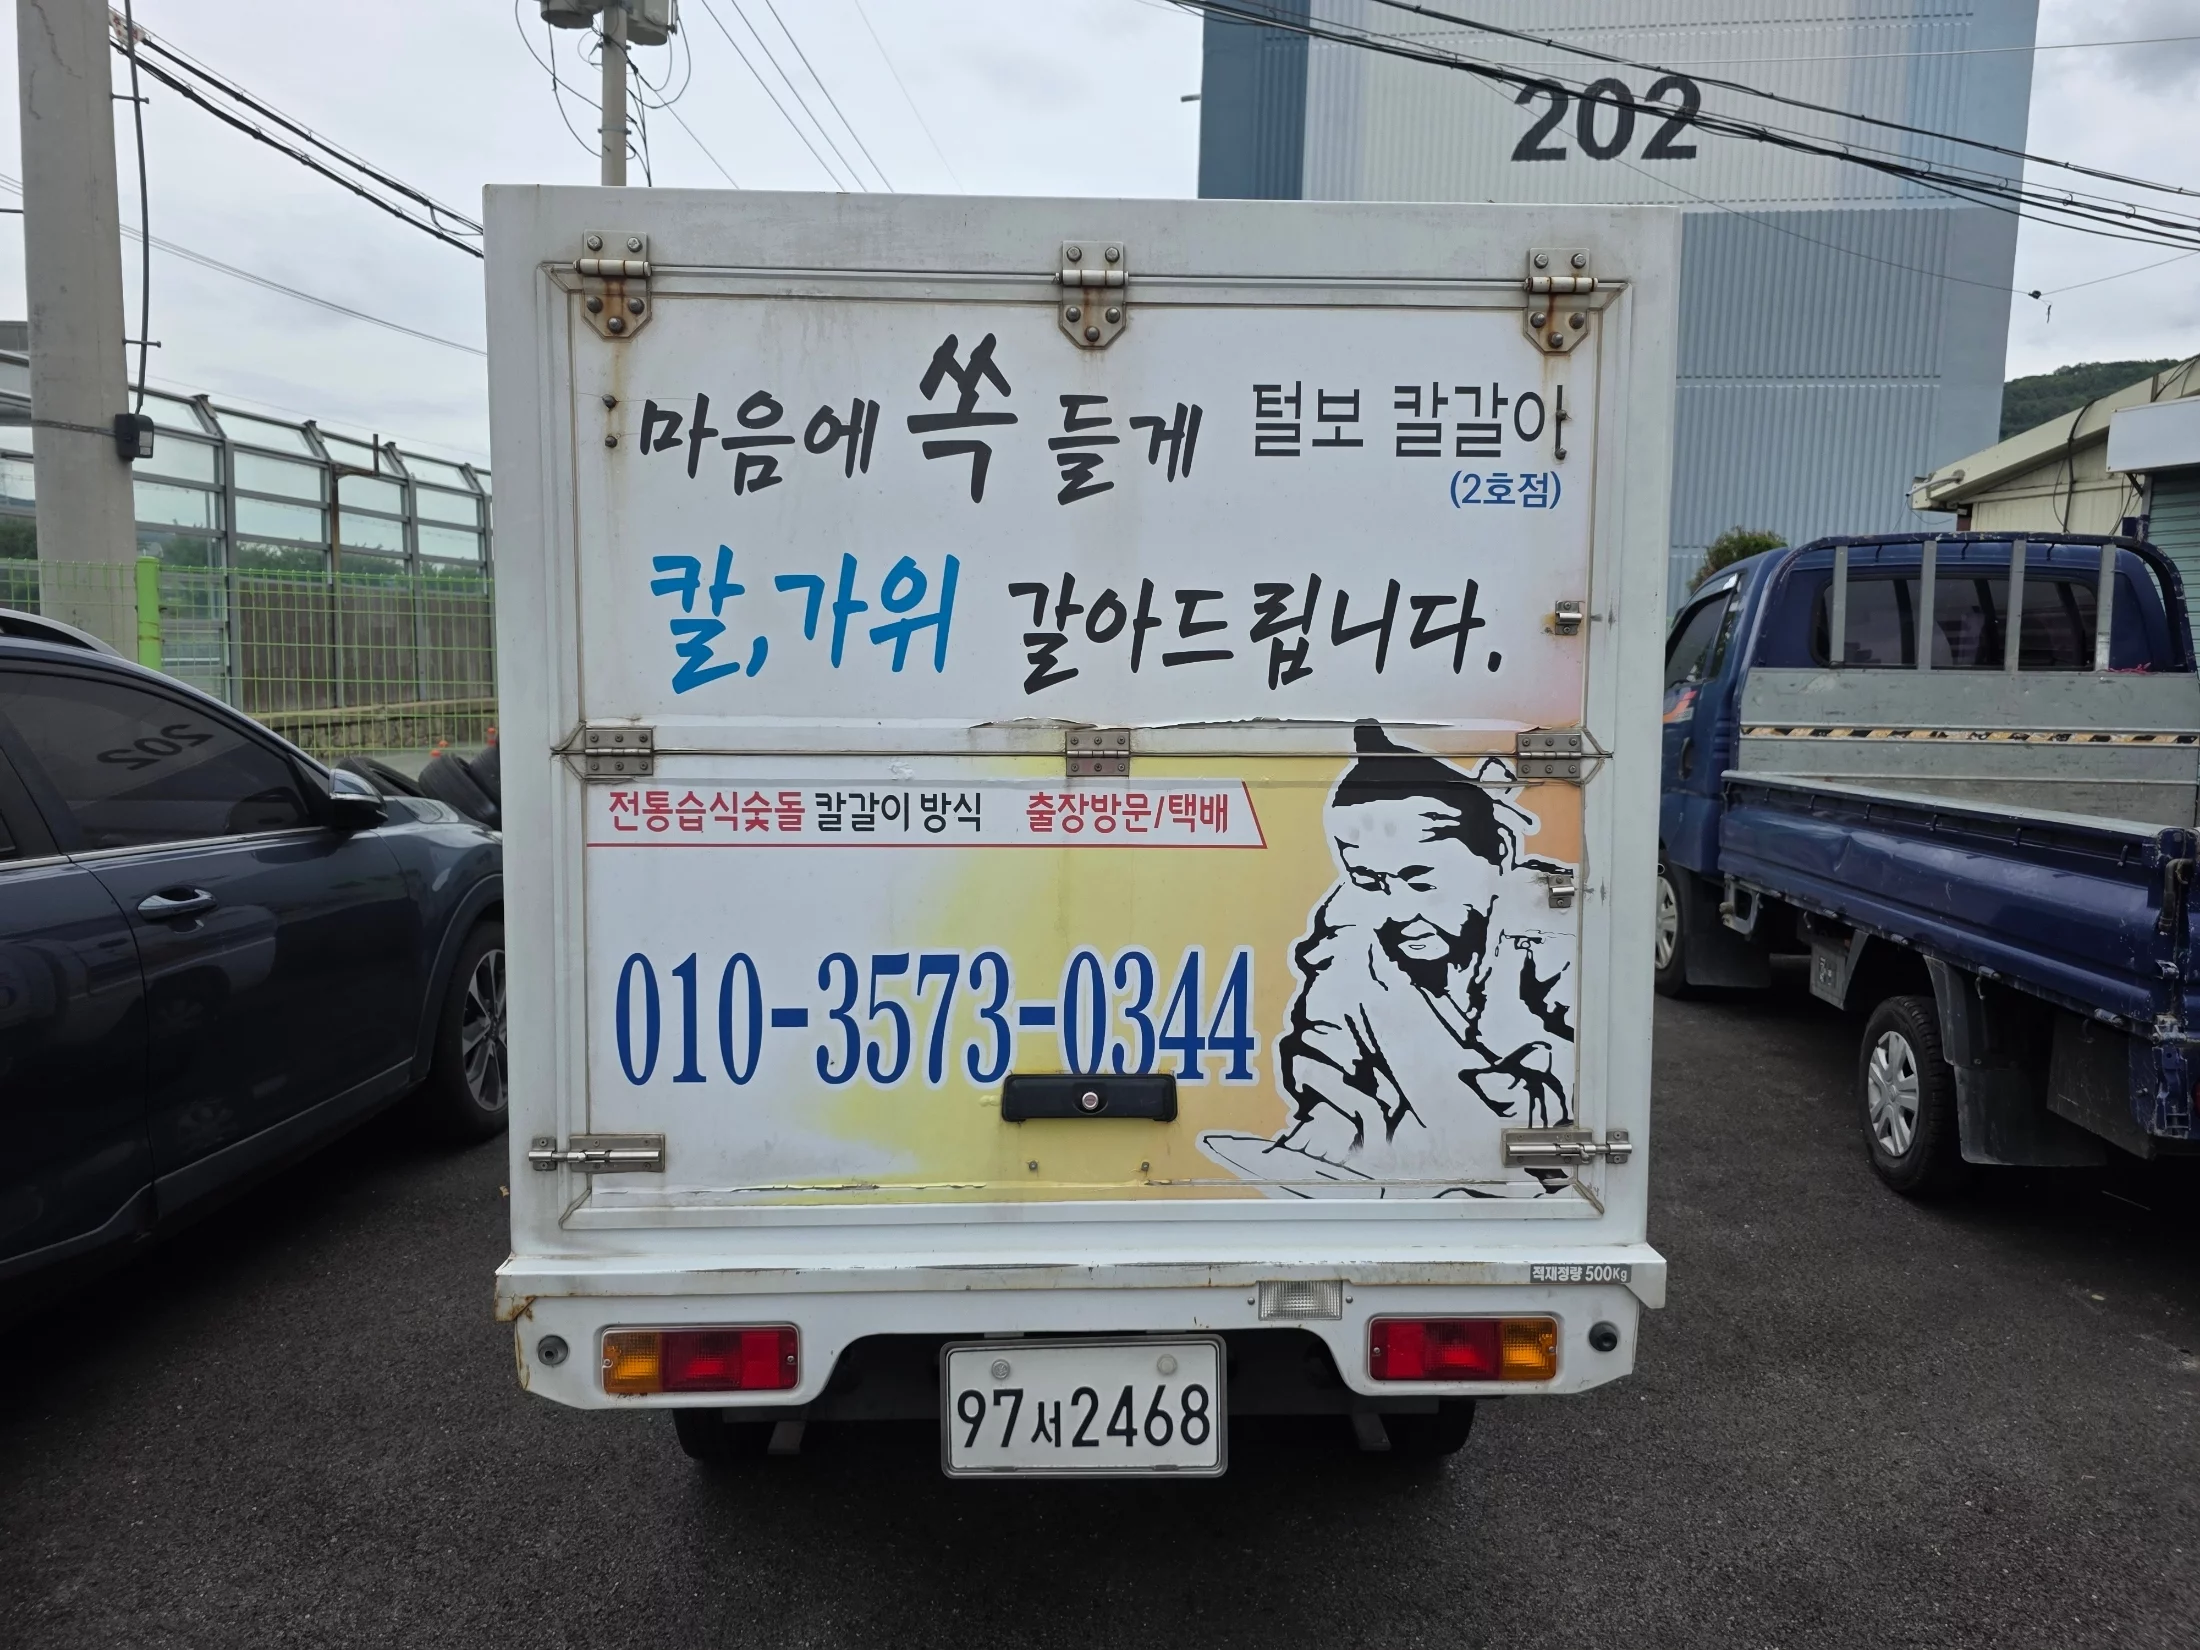 202
마음에 쏙 들게 털보 칼갈이
(2호점)
칼,가위 갈아드립니다.
전통습식숯돌 칼갈이 방식 출장방문/택배
010-3573-0344
적재정량 500Kg
97서2468
202